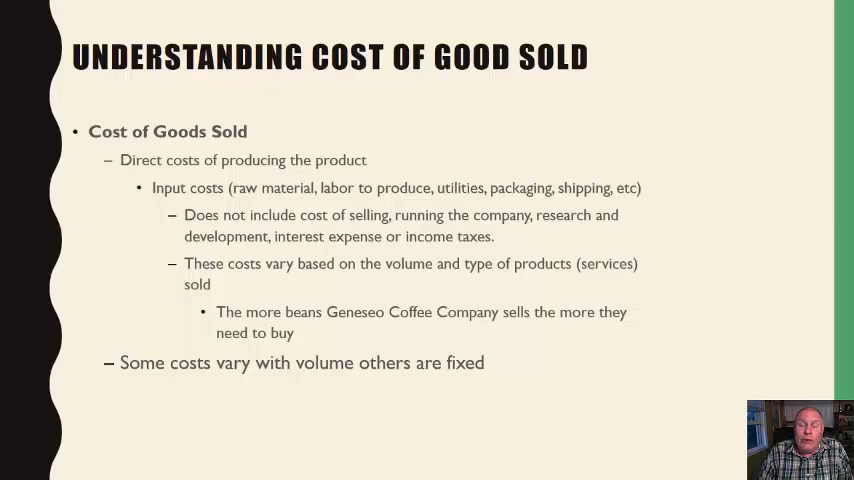 UNDERSTANDING COST OF GOOD SOLD
• Cost of Goods Sold
– Direct costs of producing the product
• Input costs (raw material, labor to produce, utilities, packaging, shipping, etc)
– Does not include cost of selling, running the company, research and
development, interest expense or income taxes.
– These costs vary based on the volume and type of products (services)
sold
• The more beans Geneseo Coffee Company sells the more they
need to buy
– Some costs vary with volume others are fixed